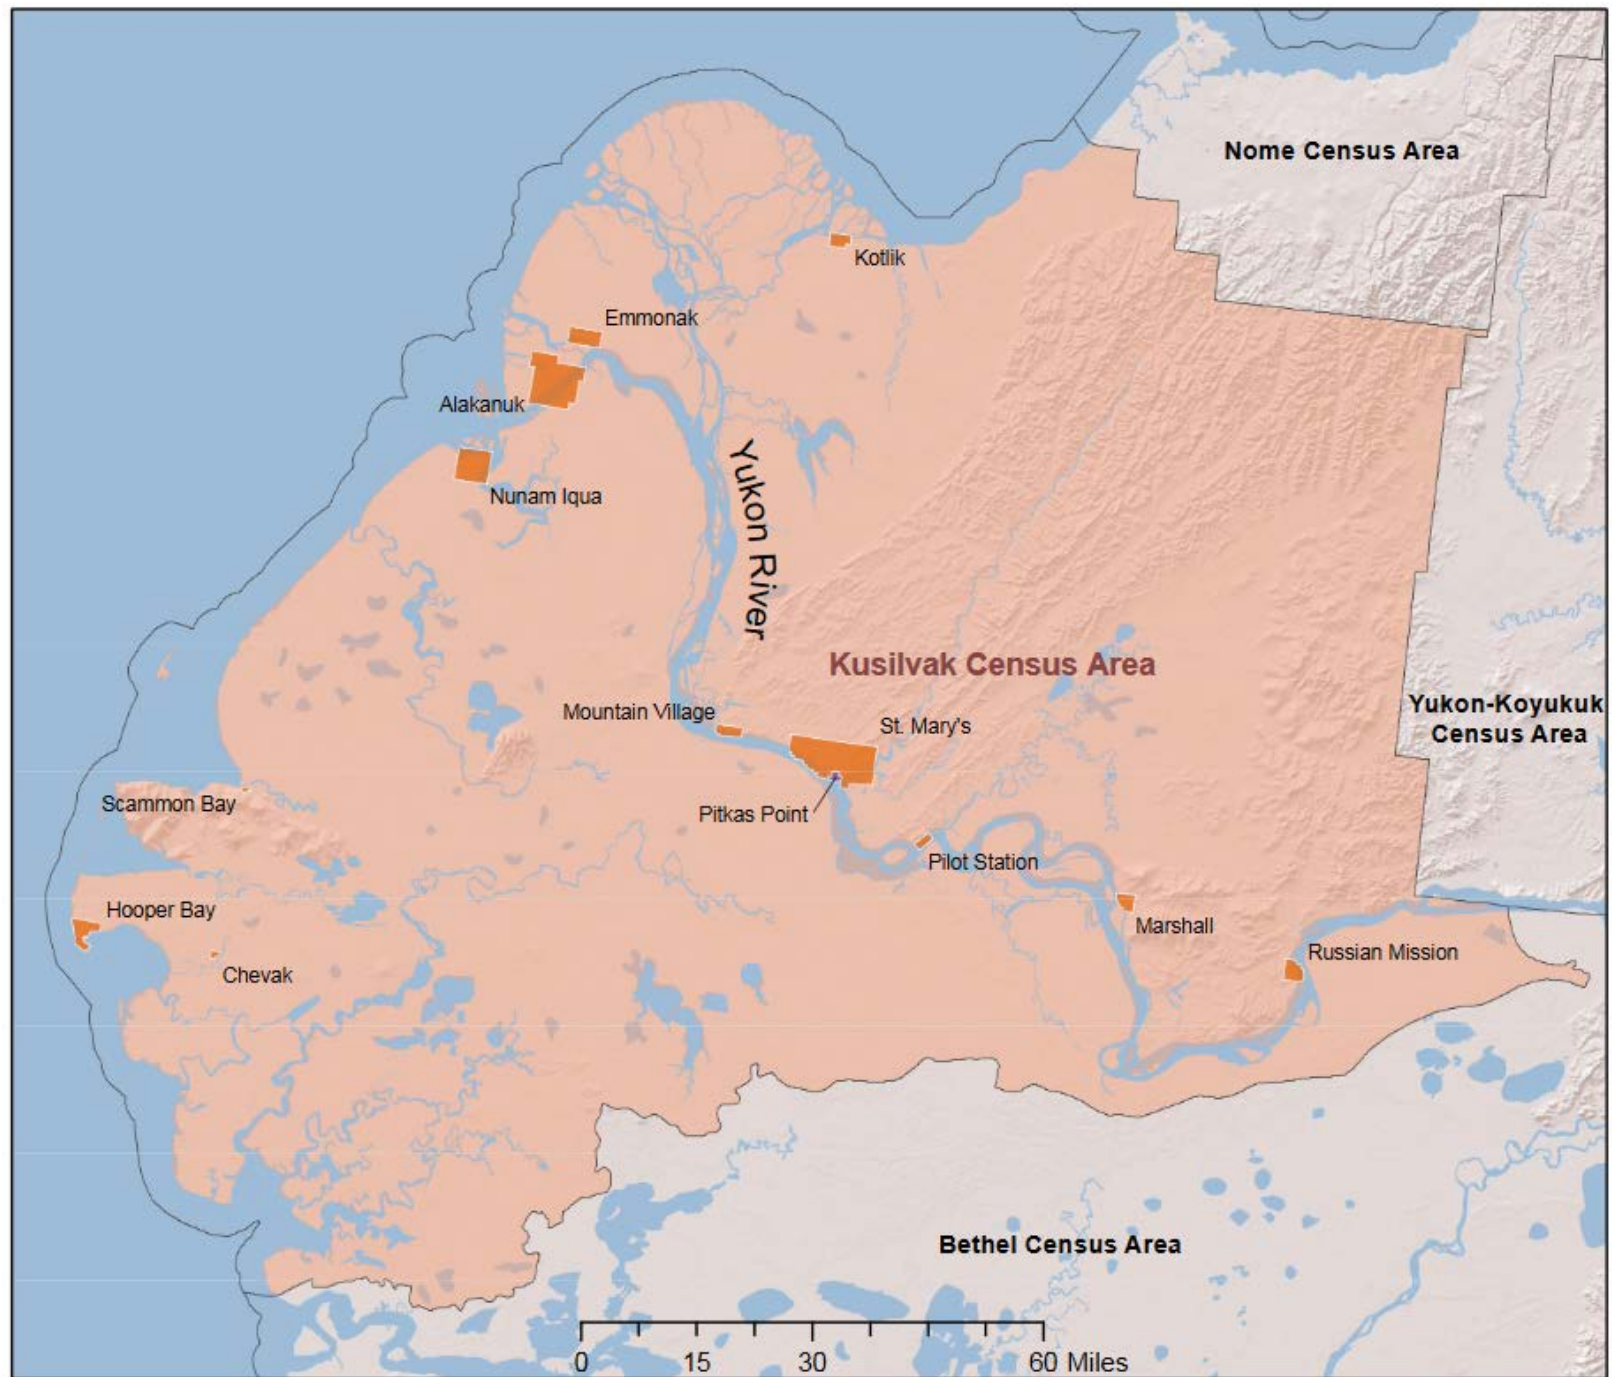 Nome Census Area
Kotlik
Emmonak
Alakanuk
Nunam Iqua
Yukon River
Kusilvak Census Area
Yukon-Koyukuk
Census Area
Mountain Village
St. Mary's
Scammon Bay
Pitkas Point
Pilot Station
Hooper Bay
Marshall
Russian Mission
Chevak
Bethel Census Area
0 15 30 60 Miles